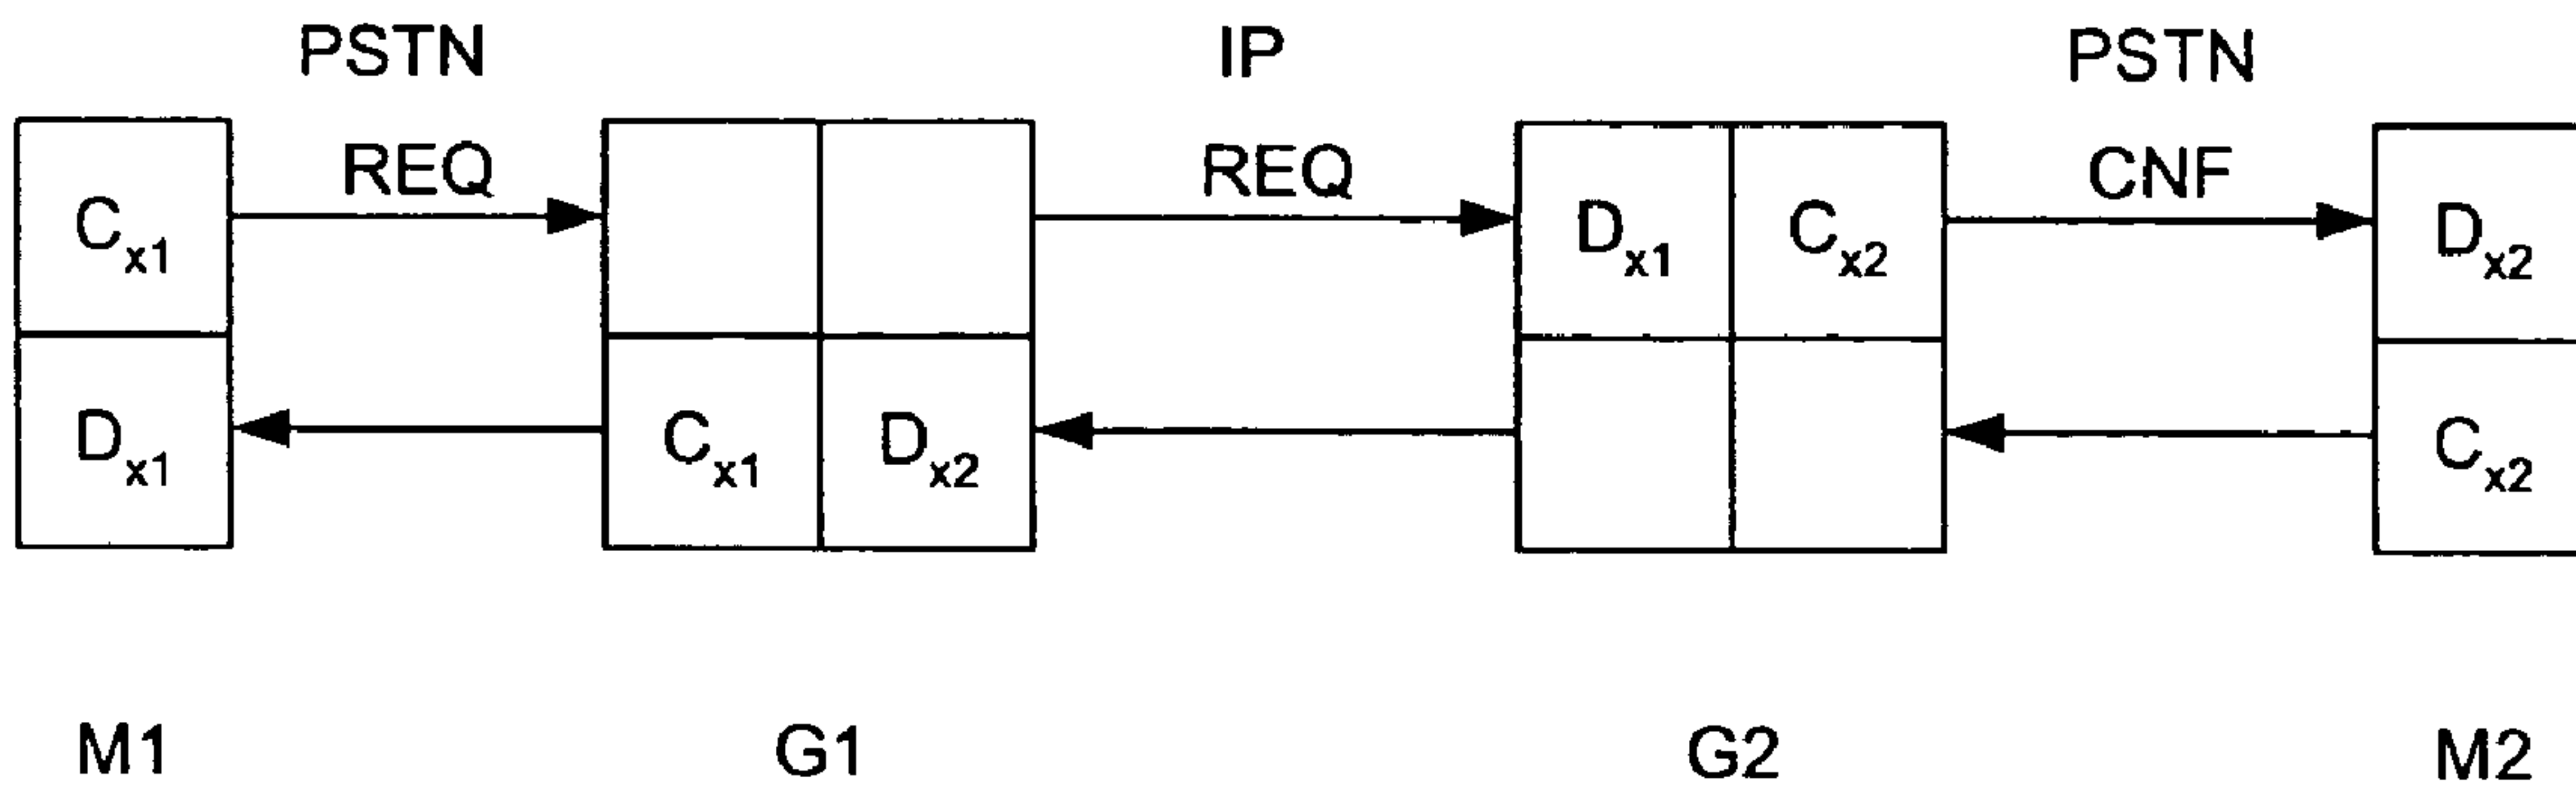 PSTN IP PSTN
REQ REQ CNF
Cx1 Dx1 Cx2 Dx2
Dx1 Cx1 Dx2 Cx2
M1 G1 G2 M2